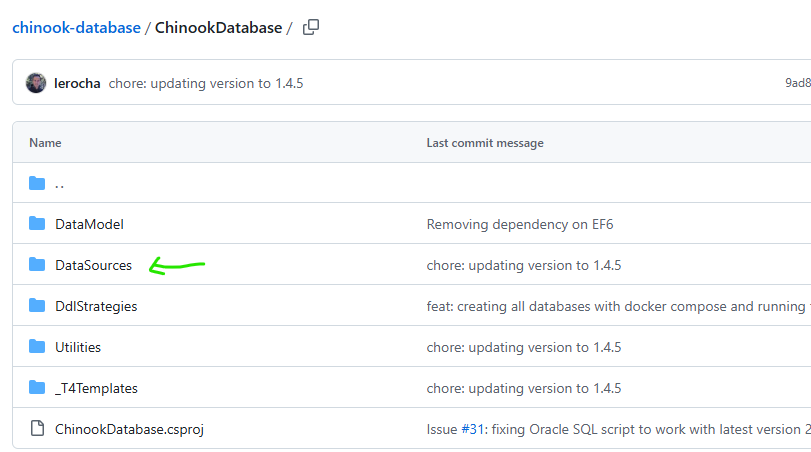 chinook-database / ChinookDatabase /
lerocha chore: updating version to 1.4.5 9ad8
Name Last commit message
..
DataModel Removing dependency on EF6
DataSources chore: updating version to 1.4.5
DdlStrategies feat: creating all databases with docker compose and running
Utilities chore: updating version to 1.4.5
_T4Templates chore: updating version to 1.4.5
ChinookDatabase.csproj Issue #31: fixing Oracle SQL script to work with latest version 2